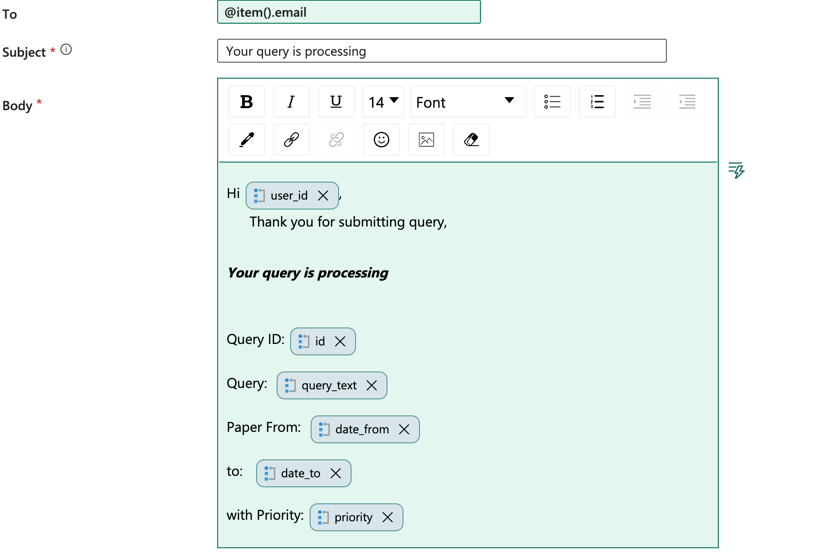 To
@item().email
Subject *
Your query is processing
Body *
B I U 14 Font
Hi user_id ,
Thank you for submitting query,
Your query is processing
Query ID: id
Query: query_text
Paper From: date_from
to: date_to
with Priority: priority